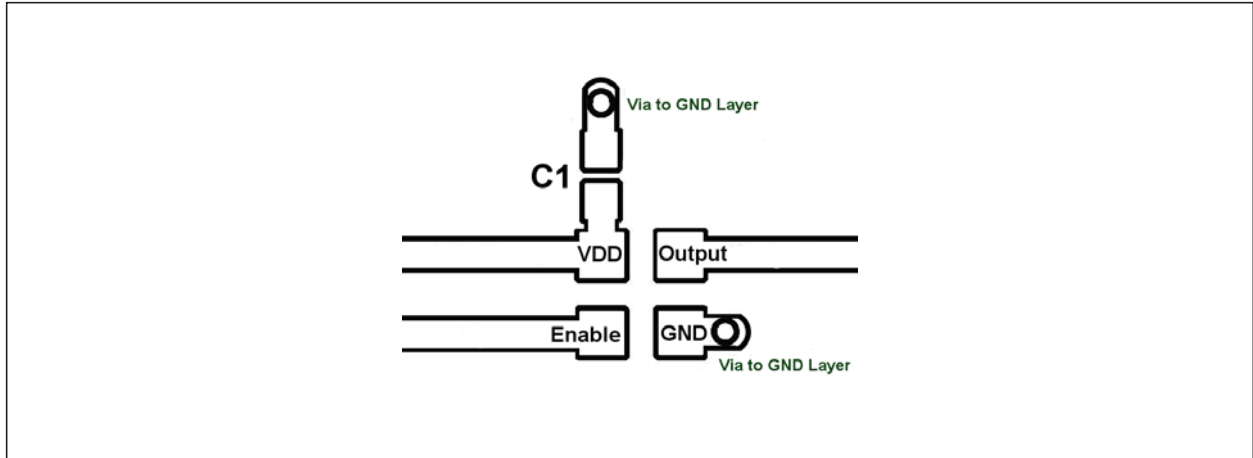 Via to GND Layer
C1
VDD
Output
Enable
GND
Via to GND Layer